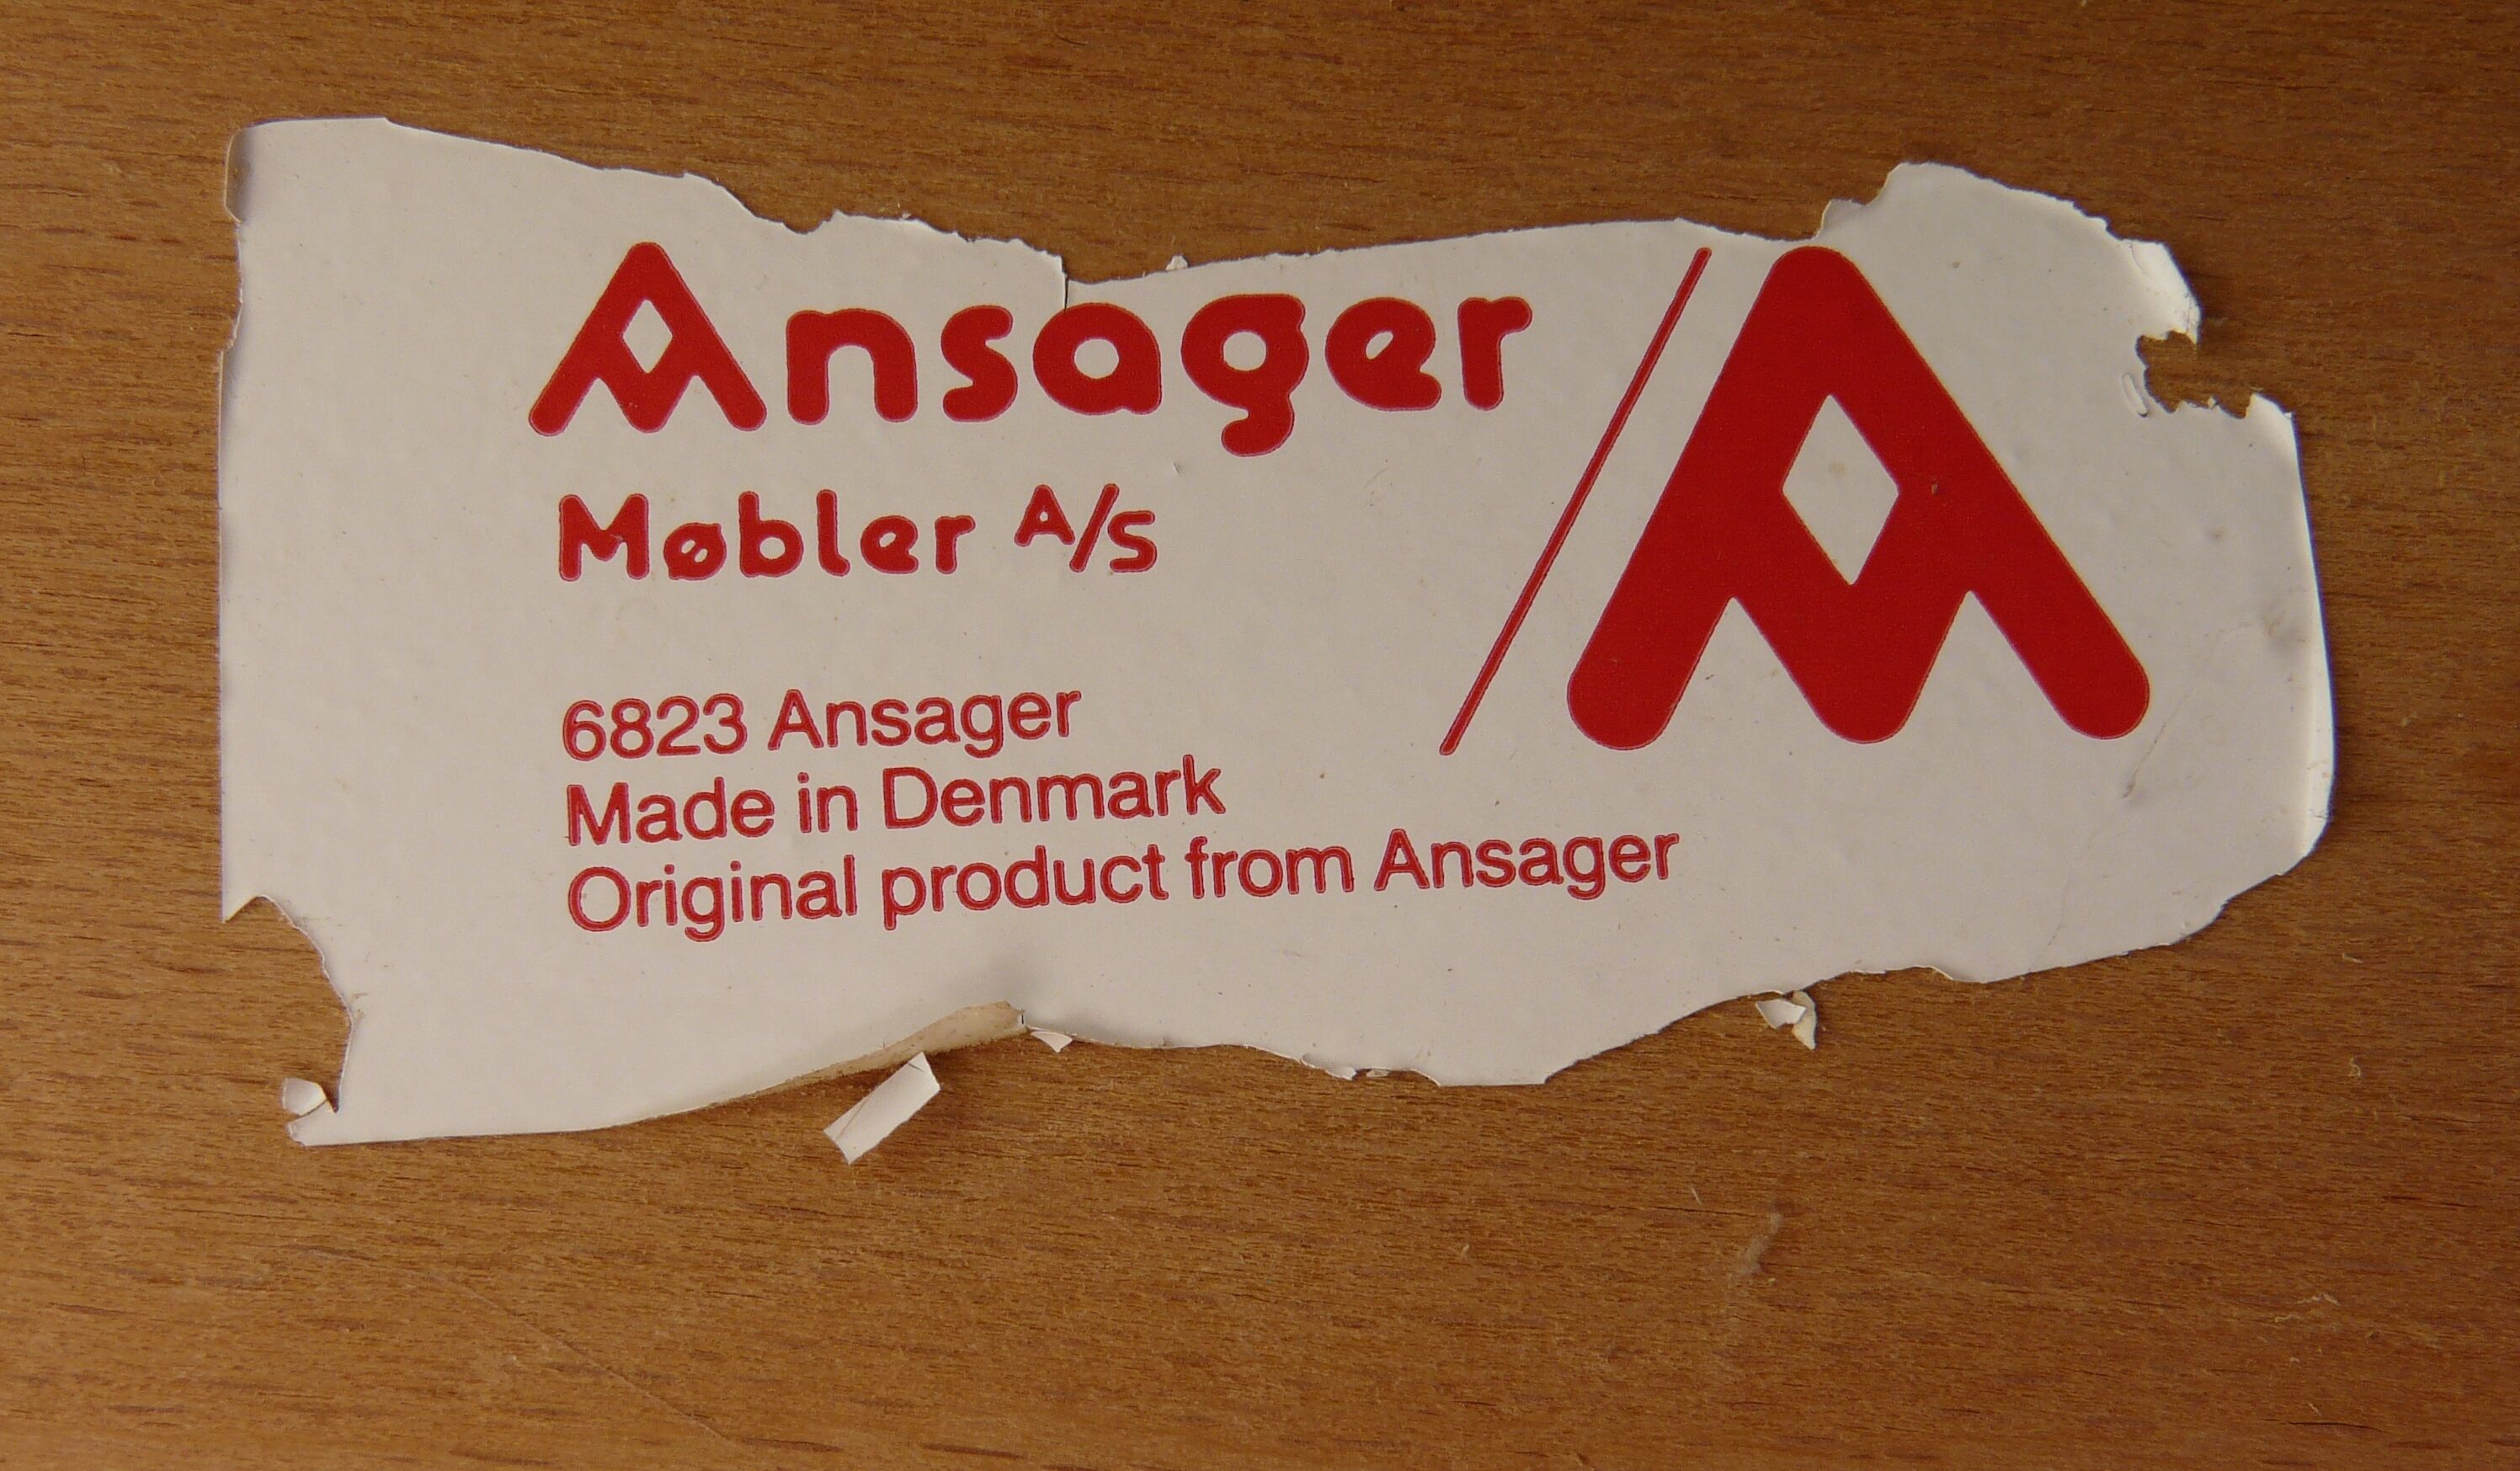 Ansager
Møbler A/S
6823 Ansager
Made in Denmark
Original product from Ansager